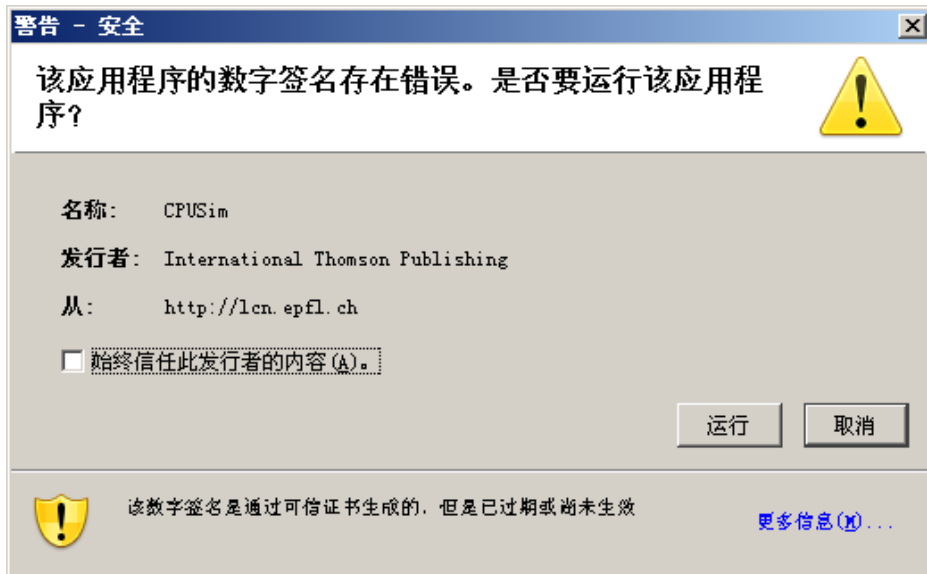 警告 - 安全
该应用程序的数字签名存在错误。是否要运行该应用程
序?
名称: CPUSim
发行者: International Thomson Publishing
从: http://lcn.epfl.ch
始终信任此发行者的内容(A)。
运行 取消
该数字签名是通过可信证书生成的, 但是已过期或尚未生效
更多信息(M)...